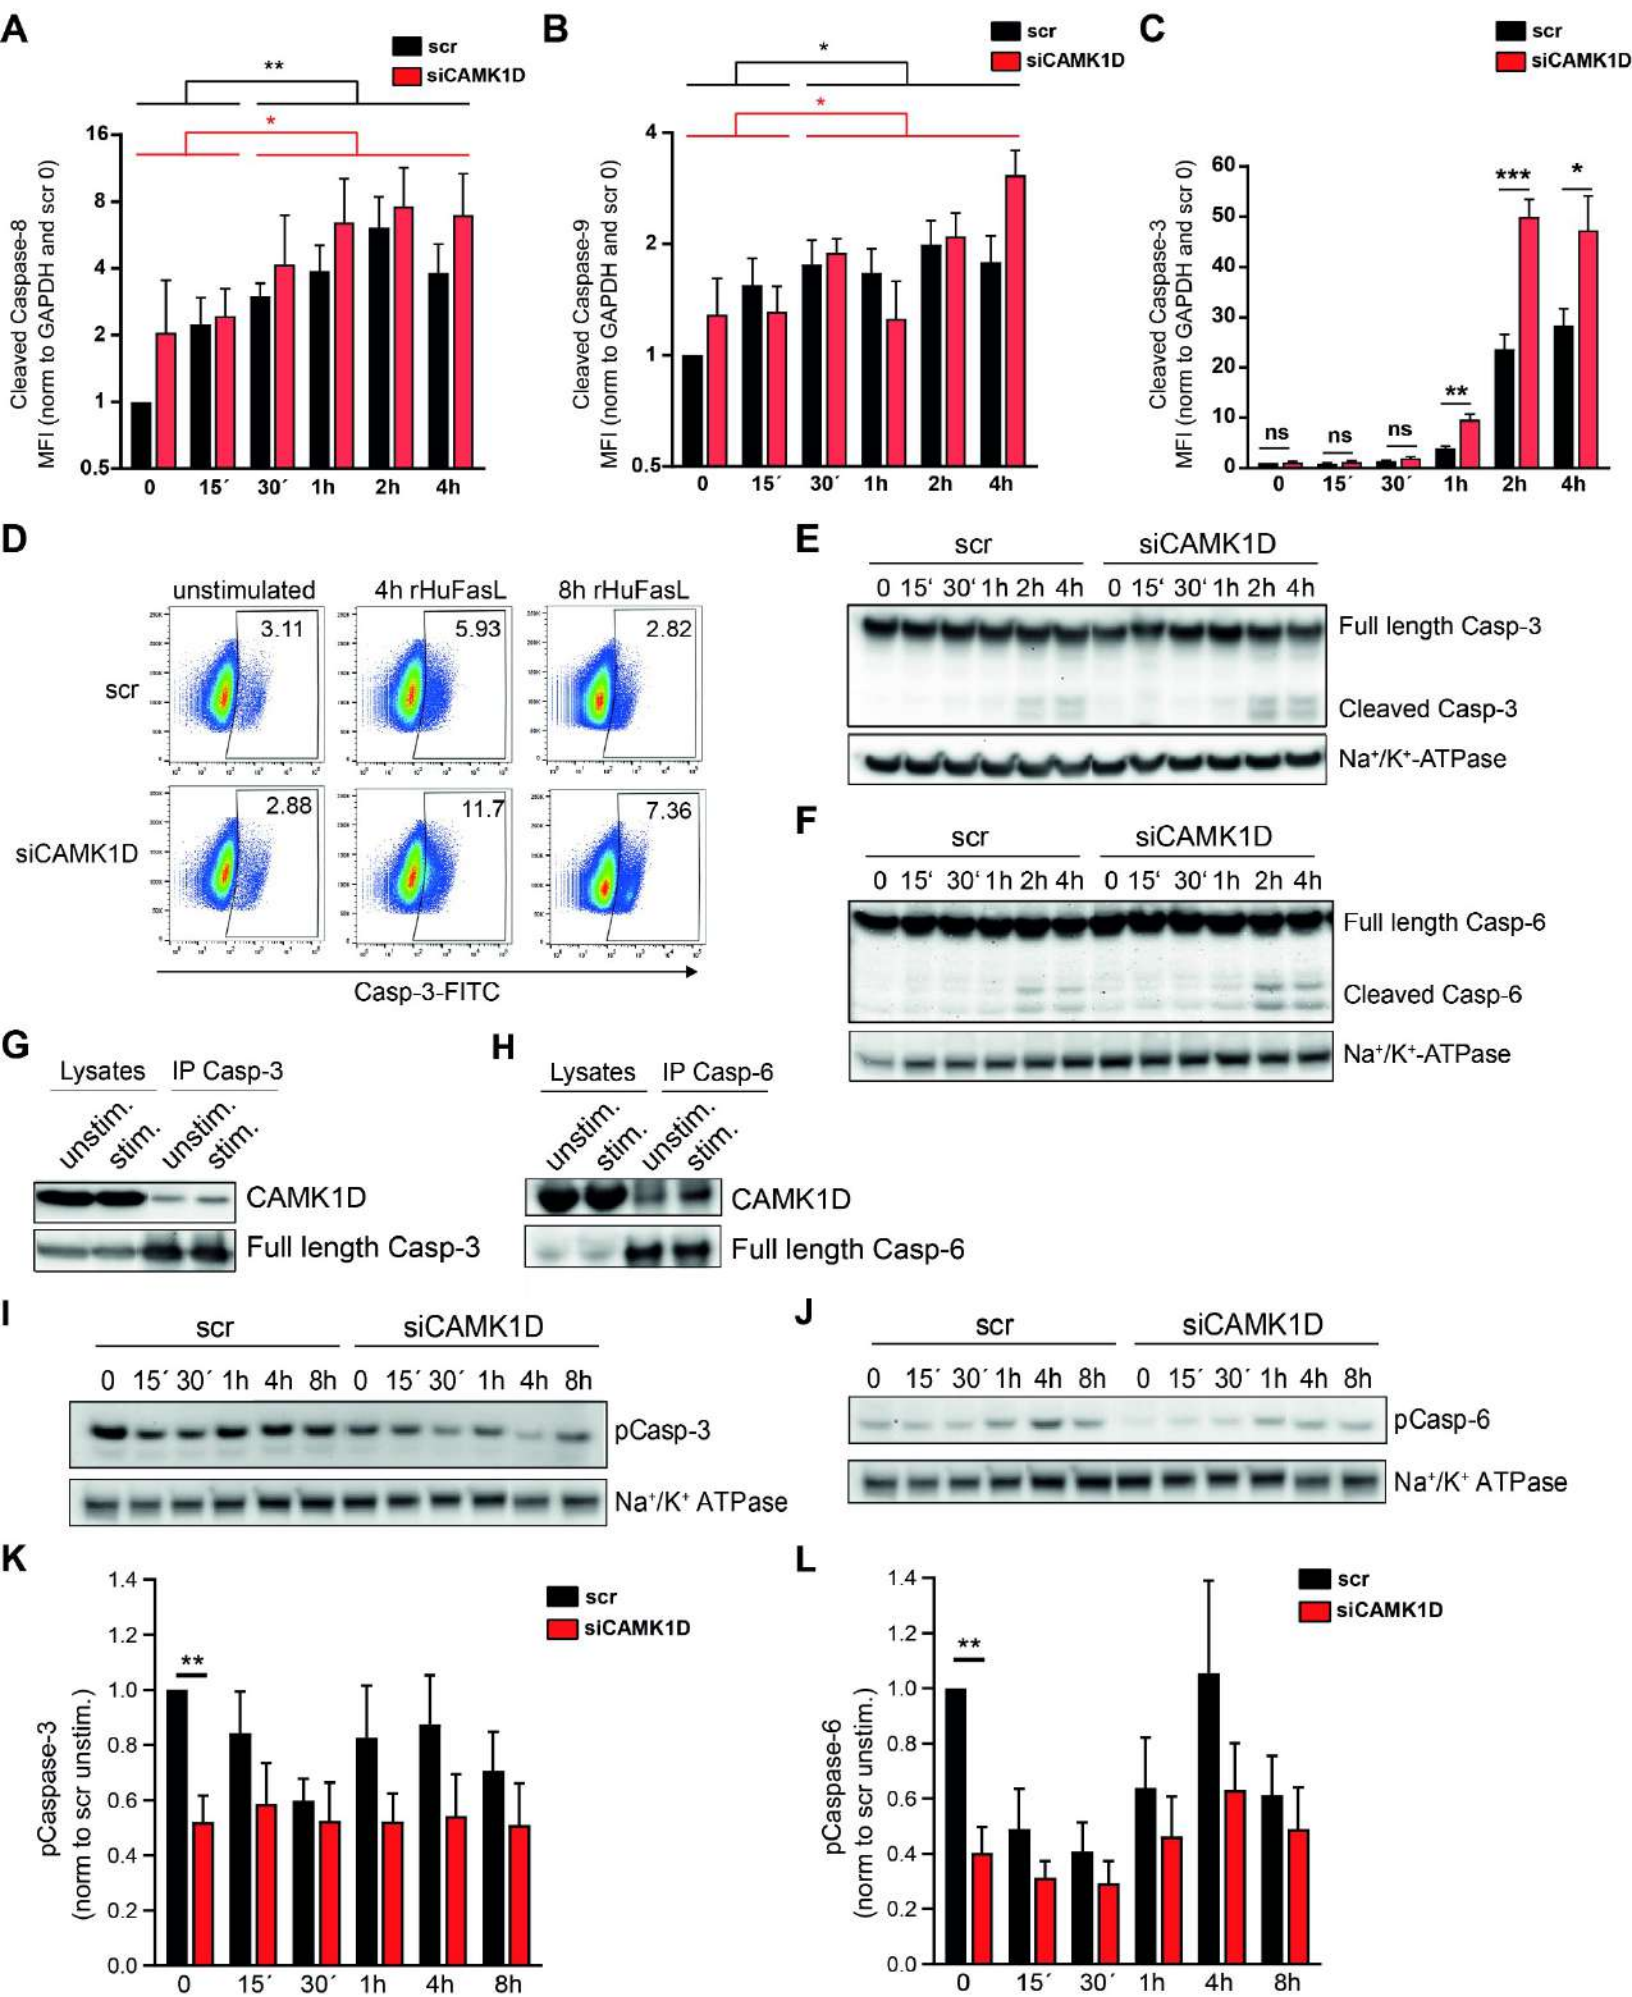 A
scr
siCAMK1D
**
*
Cleaved Caspase-8
MFI (norm to GAPDH and scr 0)
16
8
4
2
1
0.5
0 15´ 30´ 1h 2h 4h
B
scr
siCAMK1D
*
*
Cleaved Caspase-9
MFI (norm to GAPDH and scr 0)
4
2
1
0.5
0 15´ 30´ 1h 2h 4h
C
scr
siCAMK1D
Cleaved Caspase-3
MFI (norm to GAPDH and scr 0)
60
50
40
30
20
10
0
ns ns ns ** *** *
0 15´ 30´ 1h 2h 4h
D
unstimulated 4h rHuFasL 8h rHuFasL
scr
3.11 5.93 2.82
siCAMK1D
2.88 11.7 7.36
Casp-3-FITC
E
scr siCAMK1D
0 15‘ 30‘ 1h 2h 4h 0 15‘ 30‘ 1h 2h 4h
Full length Casp-3
Cleaved Casp-3
Na+/K+-ATPase
F
scr siCAMK1D
0 15‘ 30‘ 1h 2h 4h 0 15‘ 30‘ 1h 2h 4h
Full length Casp-6
Cleaved Casp-6
Na+/K+-ATPase
G
Lysates IP Casp-3
unstim. stim. unstim. stim.
CAMK1D
Full length Casp-3
H
Lysates IP Casp-6
unstim. stim. unstim. stim.
CAMK1D
Full length Casp-6
I
scr siCAMK1D
0 15´ 30´ 1h 4h 8h 0 15´ 30´ 1h 4h 8h
pCasp-3
Na+/K+ ATPase
J
scr siCAMK1D
0 15´ 30´ 1h 4h 8h 0 15´ 30´ 1h 4h 8h
pCasp-6
Na+/K+ ATPase
K
scr
siCAMK1D
**
pCaspase-3
(norm to scr unstim.)
1.4
1.2
1.0
0.8
0.6
0.4
0.2
0.0
0 15´ 30´ 1h 4h 8h
L
scr
siCAMK1D
**
pCaspase-6
(norm to scr unstim.)
1.4
1.2
1.0
0.8
0.6
0.4
0.2
0.0
0 15´ 30´ 1h 4h 8h